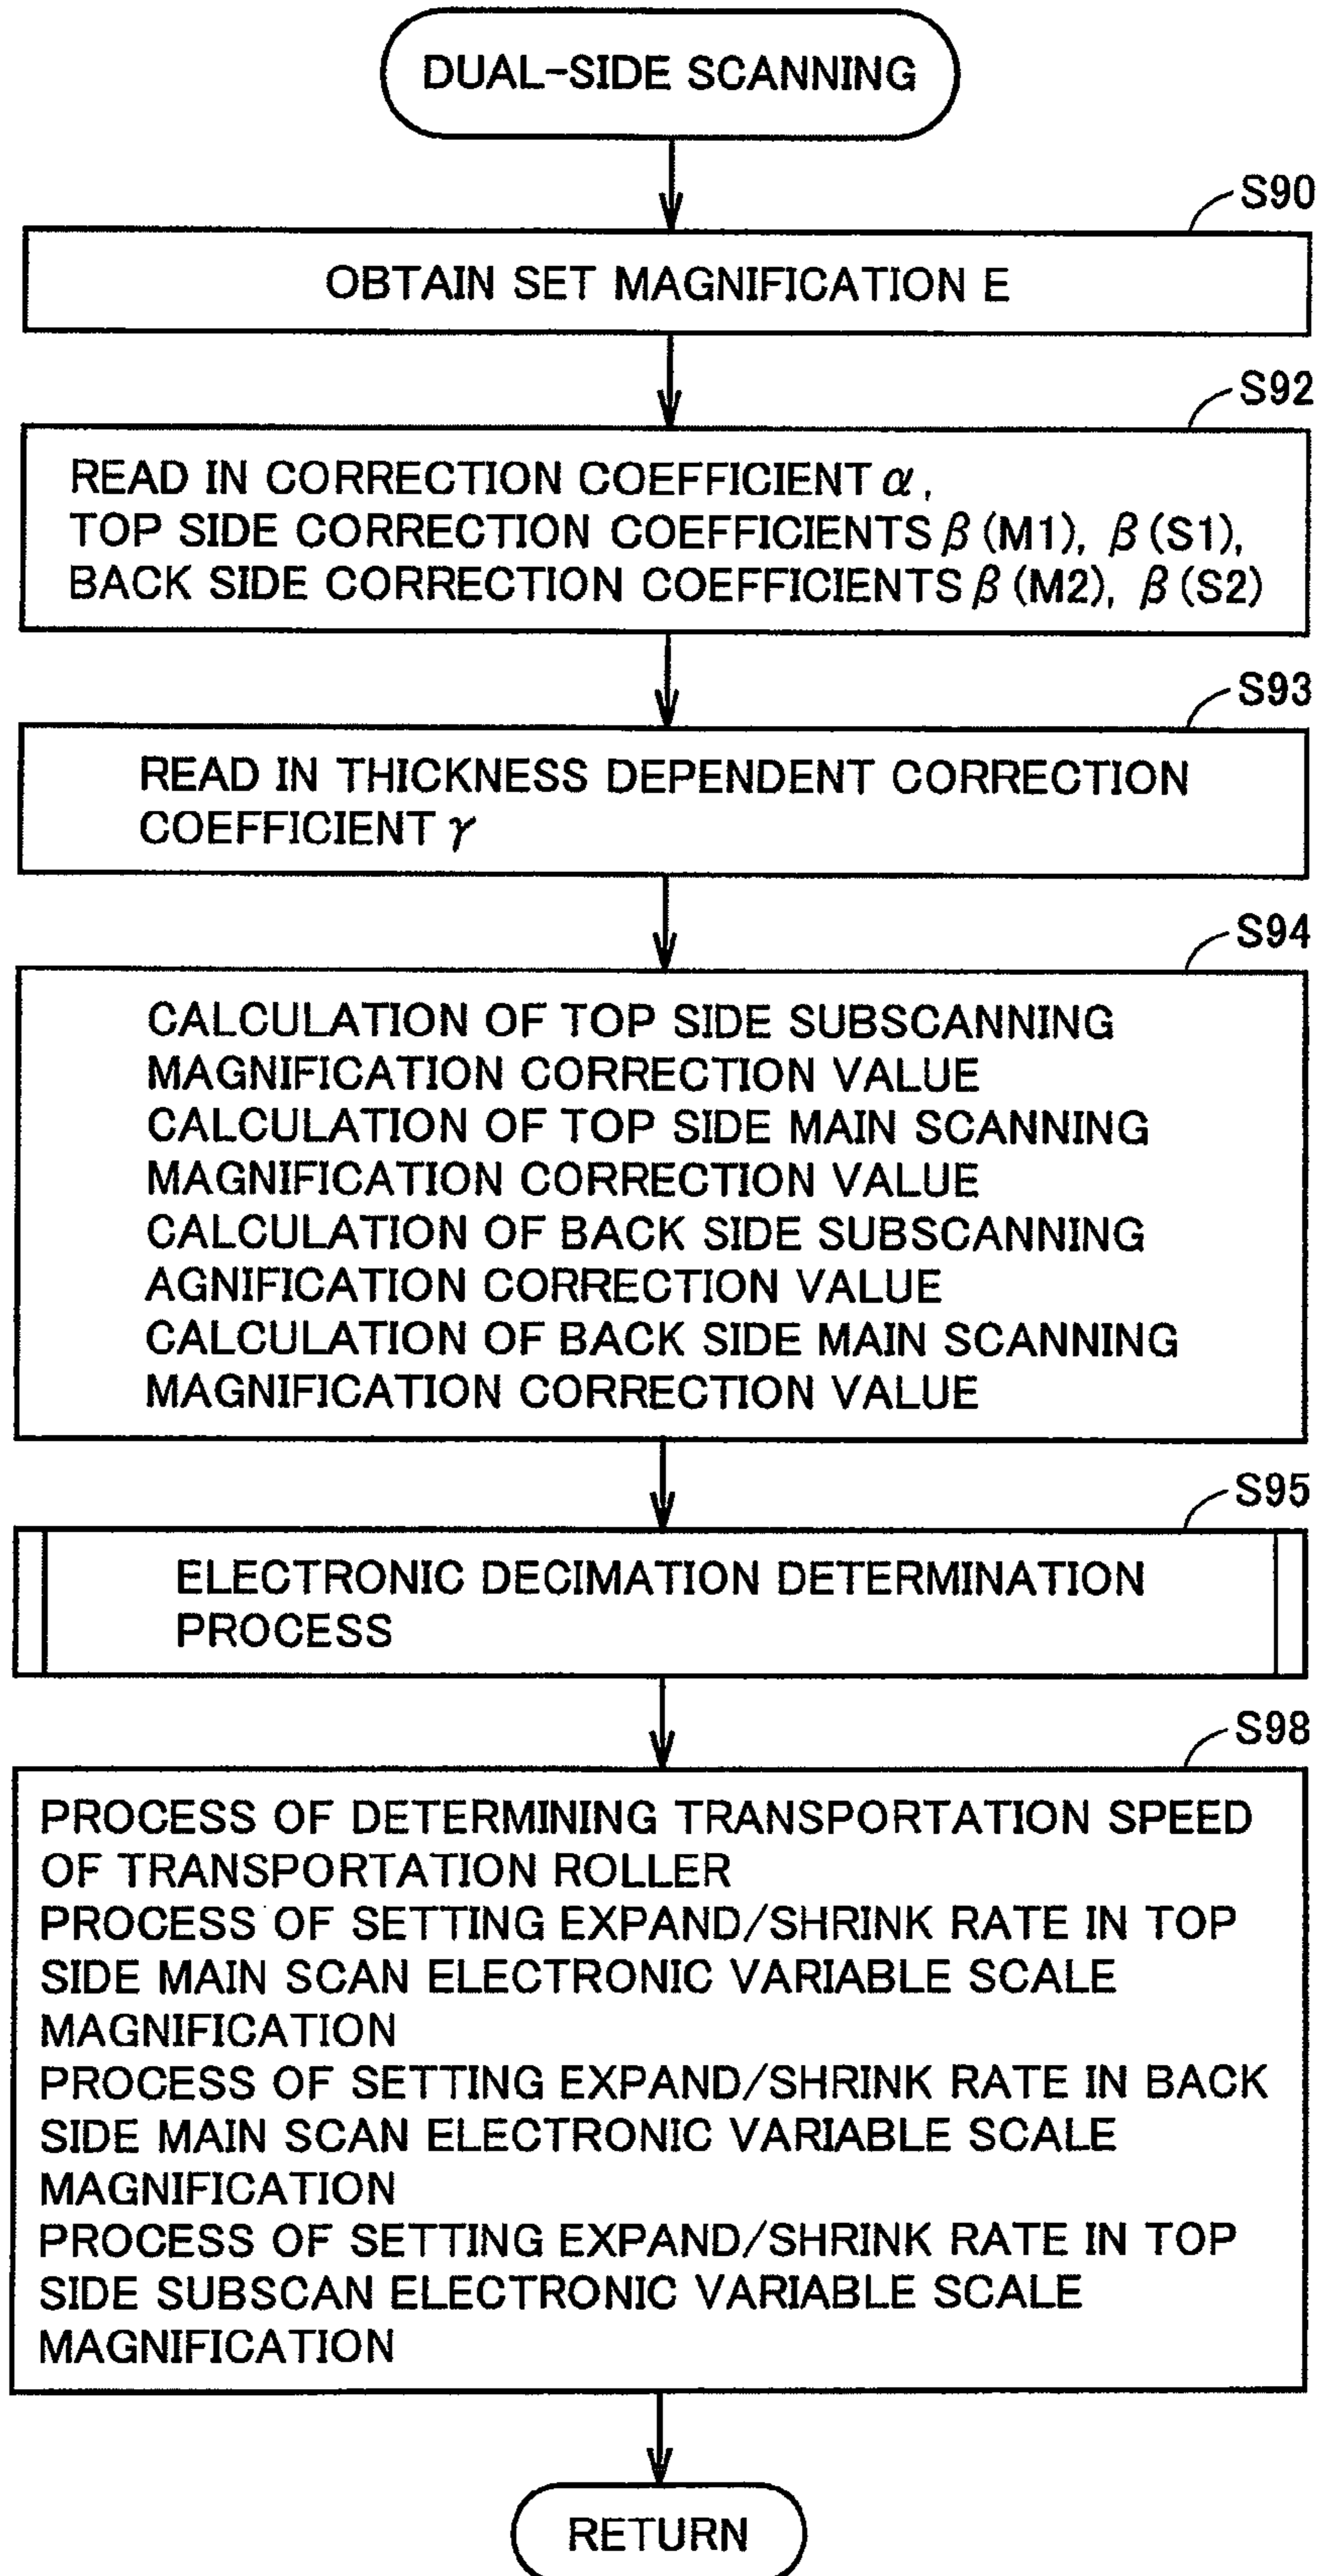 DUAL-SIDE SCANNING
S90
OBTAIN SET MAGNIFICATION E
S92
READ IN CORRECTION COEFFICIENT α,
TOP SIDE CORRECTION COEFFICIENTS β(M1), β(S1),
BACK SIDE CORRECTION COEFFICIENTS β(M2), β(S2)
S93
READ IN THICKNESS DEPENDENT CORRECTION
COEFFICIENT γ
S94
CALCULATION OF TOP SIDE SUBSCANNING
MAGNIFICATION CORRECTION VALUE
CALCULATION OF TOP SIDE MAIN SCANNING
MAGNIFICATION CORRECTION VALUE
CALCULATION OF BACK SIDE SUBSCANNING
AGNIFICATION CORRECTION VALUE
CALCULATION OF BACK SIDE MAIN SCANNING
MAGNIFICATION CORRECTION VALUE
S95
ELECTRONIC DECIMATION DETERMINATION
PROCESS
S98
PROCESS OF DETERMINING TRANSPORTATION SPEED
OF TRANSPORTATION ROLLER
PROCESS OF SETTING EXPAND/SHRINK RATE IN TOP
SIDE MAIN SCAN ELECTRONIC VARIABLE SCALE
MAGNIFICATION
PROCESS OF SETTING EXPAND/SHRINK RATE IN BACK
SIDE MAIN SCAN ELECTRONIC VARIABLE SCALE
MAGNIFICATION
PROCESS OF SETTING EXPAND/SHRINK RATE IN TOP
SIDE SUBSCAN ELECTRONIC VARIABLE SCALE
MAGNIFICATION
RETURN